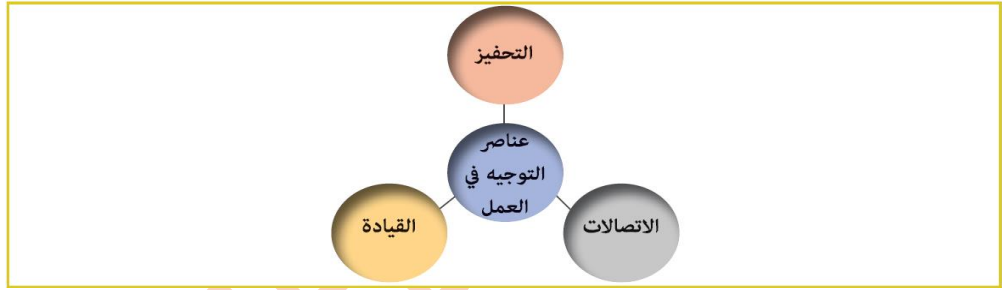 التحفيز
عناصر
التوجيه في
العمل
الاتصالات
القيادة